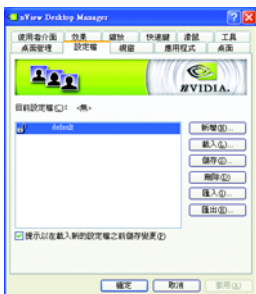 nView Desktop Manager
使用者介面 效果 縮放 快速鍵 滑鼠 工具
桌面管理 設定檔 視窗 應用程式 桌面
NVIDIA.
目前設定檔(C): <無>
default
新增(N)...
載入(L)...
儲存(S)...
刪除(D)
匯入(I)...
匯出(E)...
提示以在載入新的設定檔之前儲存變更(P)
確定 取消 套用(A)